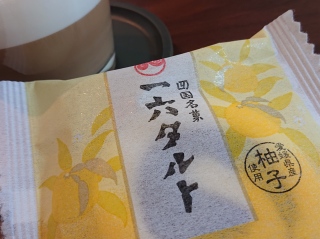 四国名菓
一六タルト
愛媛県産
柚子
使用